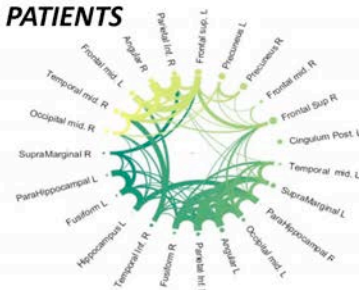 PATIENTS
Frontal sup. L
Precuneus L
Precuneus R
Frontal mid. R
Frontal Sup R
Cingulum Post. L
Temporal mid. L
SupraMarginal L
ParaHippocampal R
Occipital mid. L
Angular L
Parietal Inf.
Fusiform R
Temporal Inf. R
Hippocampus L
Fusiform L
ParaHippocampal L
SupraMarginal R
Occipital mid. R
Temporal mid. R
Frontal mid. L
Angular R
Parietal Inf. R